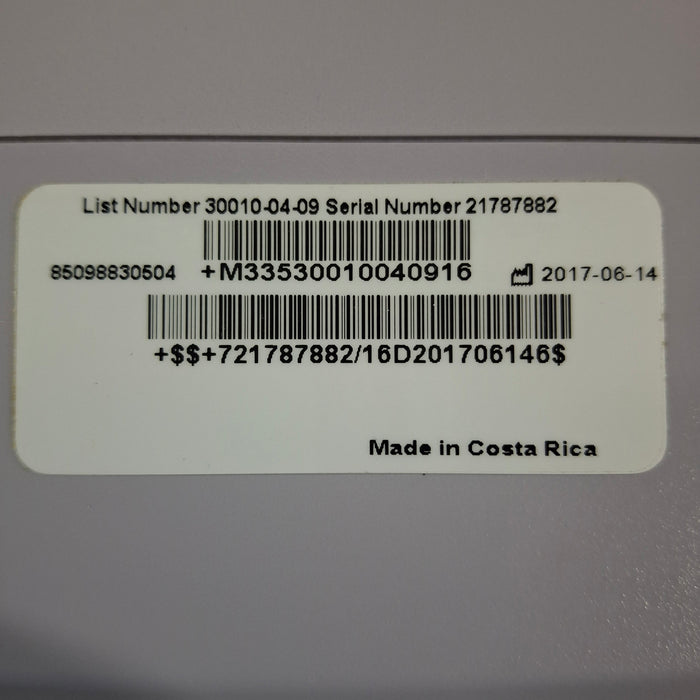 List Number 30010-04-09 Serial Number 21787882
85098830504 +M33530010040916 2017-06-14
+$$+721787882/16D201706146$
Made in Costa Rica